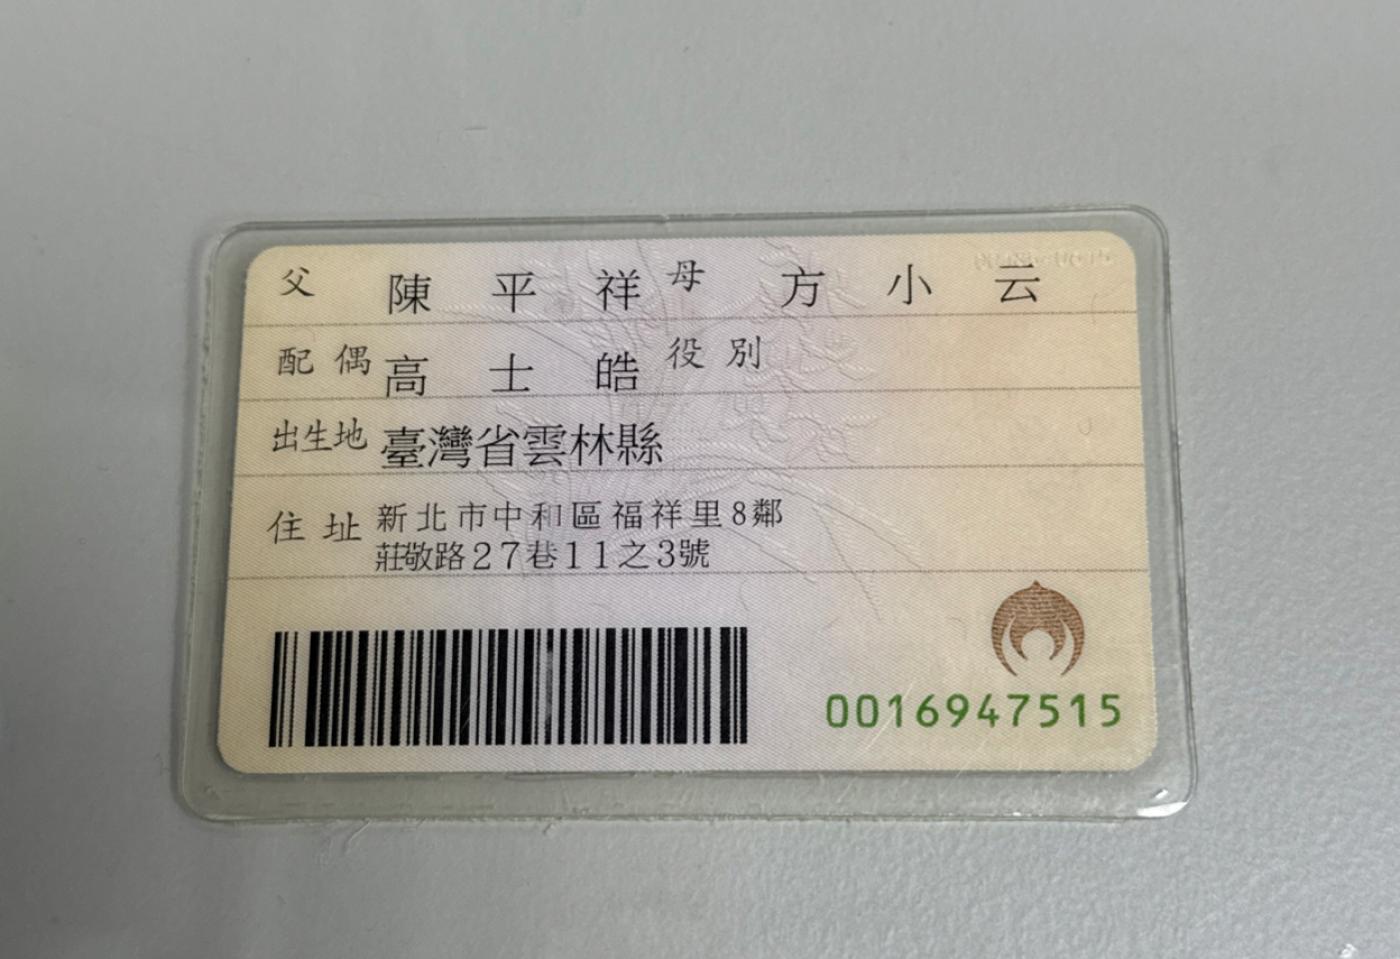 父 陳平祥 母 方小云
配偶 高士皓 役別
出生地 臺灣省雲林縣
住址 新北市中和區福祥里8鄰
莊敬路27巷11之3號
0016947515